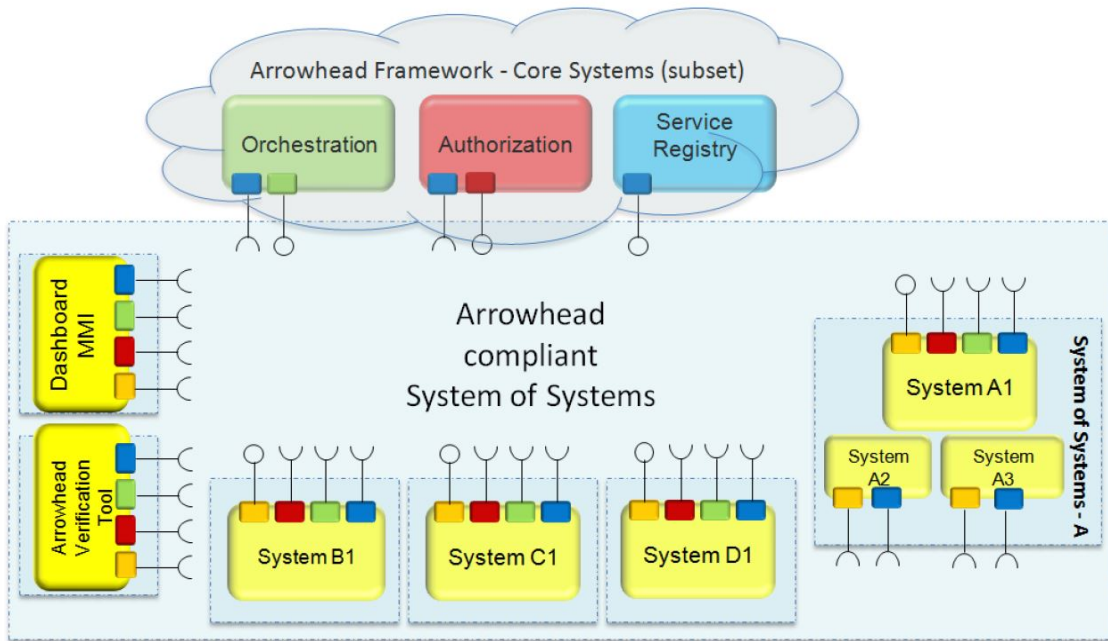 Arrowhead Framework - Core Systems (subset)
Orchestration
Authorization
Service
Registry
Dashboard
MMI
Arrowhead
compliant
System of Systems
System A1
System
A2
System
A3
System of Systems - A
Arrowhead
Verification
Tool
System B1
System C1
System D1